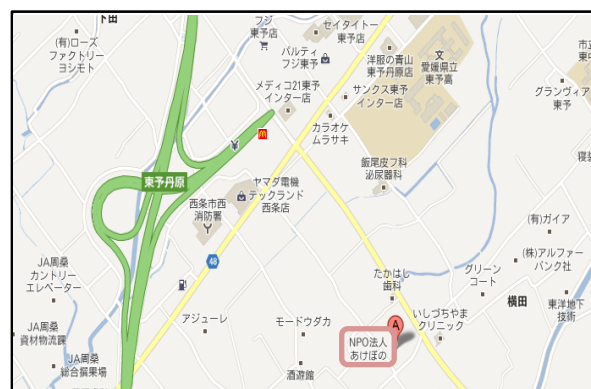 下田
(有)ローズ
ファクトリー
ヨシモト
フジ
東予店
セイタイトー
東予店
パルティ
フジ東予
洋服の青山
東予丹原店
愛媛県立
東予高
メディコ21東予
インター店
サンクス東予
インター店
グランヴィア
東予
カラオケ
ムラサキ
飯尾皮フ科
泌尿器科
東予丹原
ヤマダ電機
テックランド
西条店
西条市西
消防署
48
JA周桑
カントリー
エレベーター
(有)ガイア
(株)アルファー
バンク社
グリーン
コート
横田
東洋地下
技術
たかはし
歯科
いしづちやま
クリニック
A
NPO法人
あけぼの
アジューレ
モードウダカ
酒遊館
JA周桑
資材物流課
JA周桑
総合撰果場